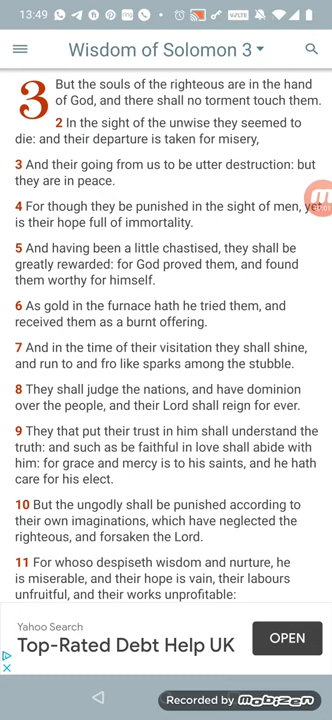 13:49
ring
VoLTE
Wisdom of Solomon 3
3 But the souls of the righteous are in the hand
of God, and there shall no torment touch them.
2 In the sight of the unwise they seemed to
die: and their departure is taken for misery,
3 And their going from us to be utter destruction: but
they are in peace.
4 For though they be punished in the sight of men, yet
is their hope full of immortality.
5 And having been a little chastised, they shall be
greatly rewarded: for God proved them, and found
them worthy for himself.
6 As gold in the furnace hath he tried them, and
received them as a burnt offering.
7 And in the time of their visitation they shall shine,
and run to and fro like sparks among the stubble.
8 They shall judge the nations, and have dominion
over the people, and their Lord shall reign for ever.
9 They that put their trust in him shall understand the
truth: and such as be faithful in love shall abide with
him: for grace and mercy is to his saints, and he hath
care for his elect.
10 But the ungodly shall be punished according to
their own imaginations, which have neglected the
righteous, and forsaken the Lord.
11 For whoso despiseth wisdom and nurture, he
is miserable, and their hope is vain, their labours
unfruitful, and their works unprofitable:
Yahoo Search
Top-Rated Debt Help UK
OPEN
Recorded by Mobizen